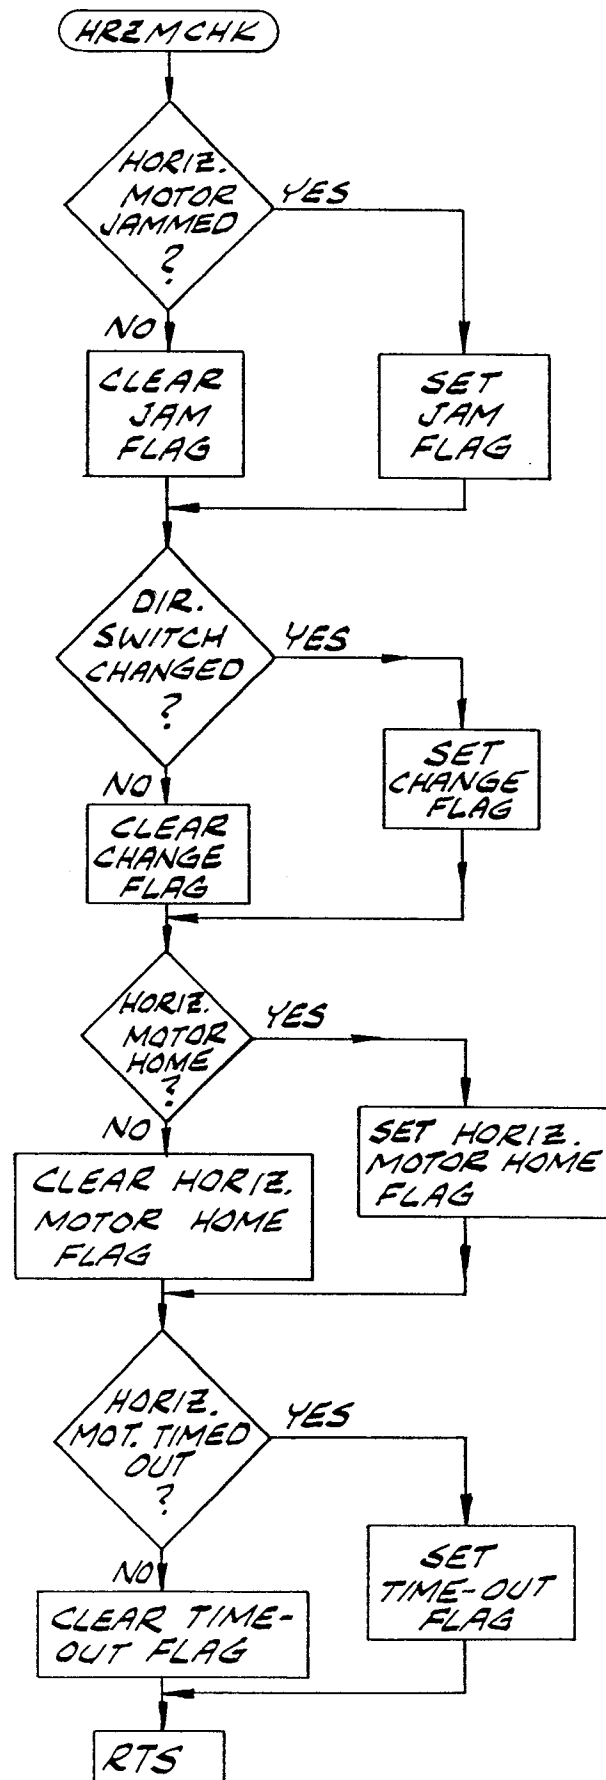 HRZMCHK
HORIZ.
MOTOR
JAMMED
?
YES
NO
CLEAR
JAM
FLAG
SET
JAM
FLAG
DIR.
SWITCH
CHANGED
?
YES
NO
SET
CHANGE
FLAG
CLEAR
CHANGE
FLAG
HORIZ.
MOTOR
HOME
?
YES
NO
SET HORIZ.
MOTOR HOME
FLAG
CLEAR HORIZ.
MOTOR HOME
FLAG
HORIZ.
MOT. TIMED
OUT
?
YES
NO
SET
TIME-OUT
FLAG
CLEAR TIME-
OUT FLAG
RTS